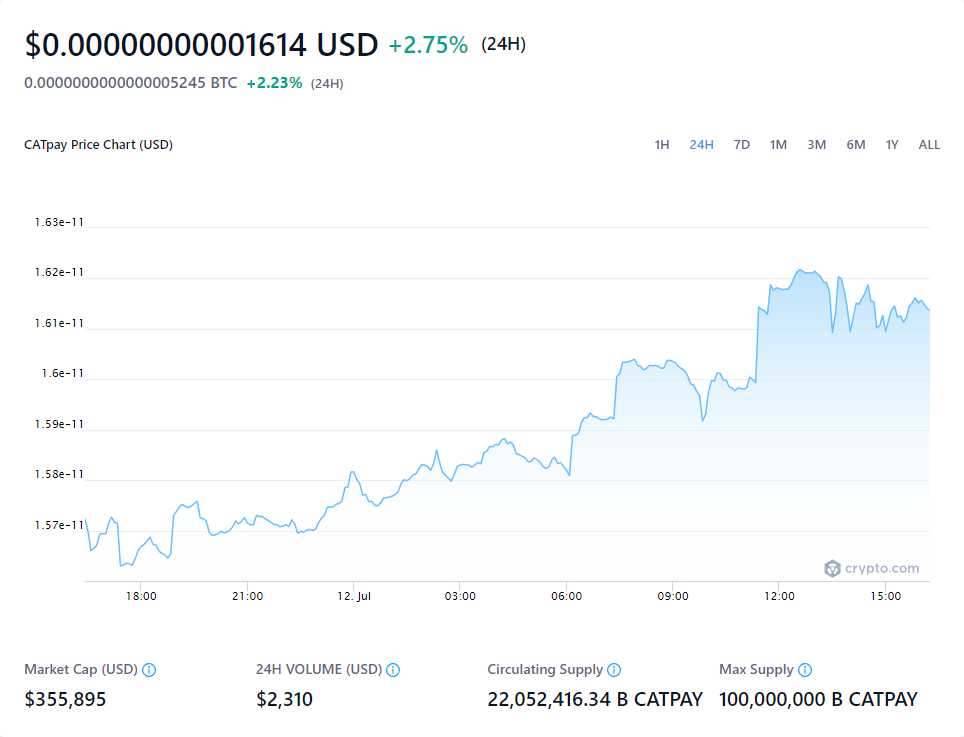 $0.00000000001614 USD +2.75% (24H)
0.0000000000000005245 BTC +2.23% (24H)
CATpay Price Chart (USD) 1H 24H 7D 1M 3M 6M 1Y ALL
1.63e-11
1.62e-11
1.61e-11
1.6e-11
1.59e-11
1.58e-11
1.57e-11
crypto.com
18:00 21:00 12. Jul 03:00 06:00 09:00 12:00 15:00
Market Cap (USD) 24H VOLUME (USD) Circulating Supply Max Supply
$355,895 $2,310 22,052,416.34 B CATPAY 100,000,000 B CATPAY